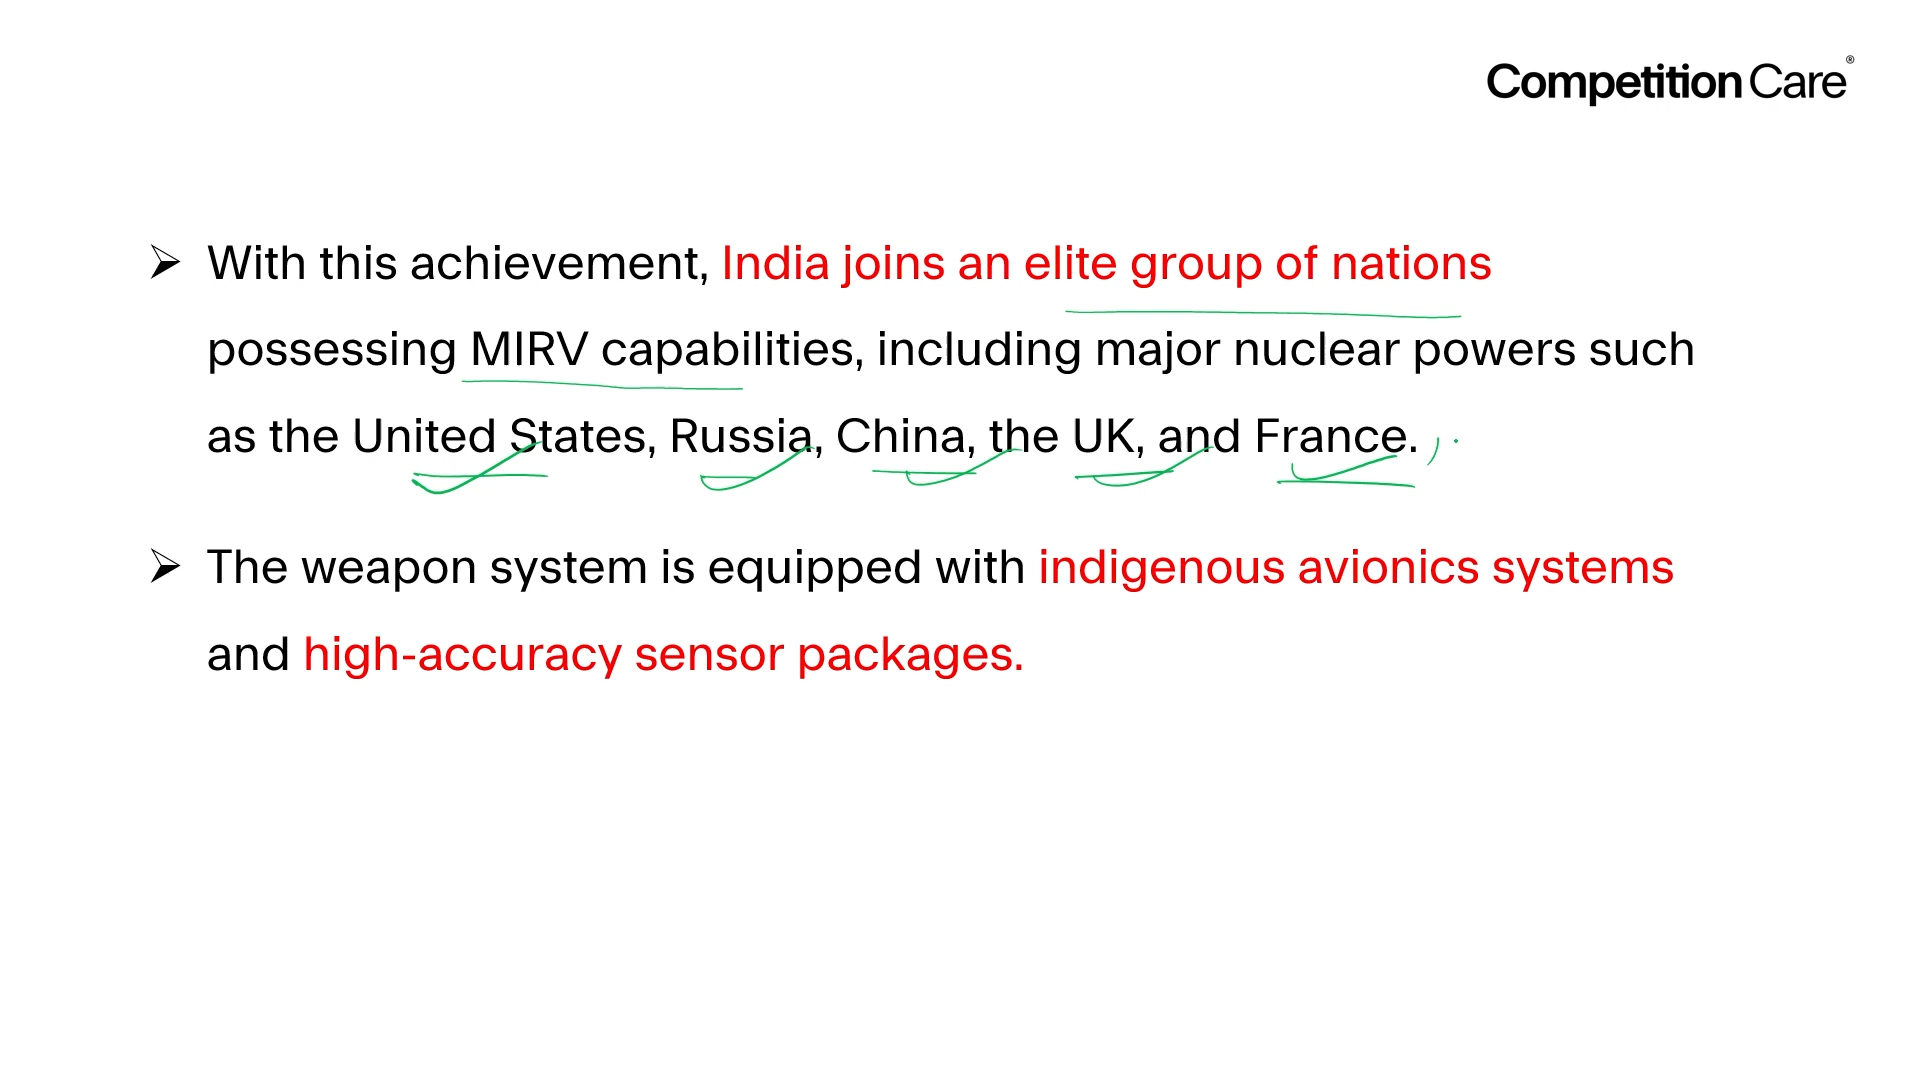 Competition Care®
➢ With this achievement, India joins an elite group of nations
possessing MIRV capabilities, including major nuclear powers such
as the United States, Russia, China, the UK, and France.
➢ The weapon system is equipped with indigenous avionics systems
and high-accuracy sensor packages.